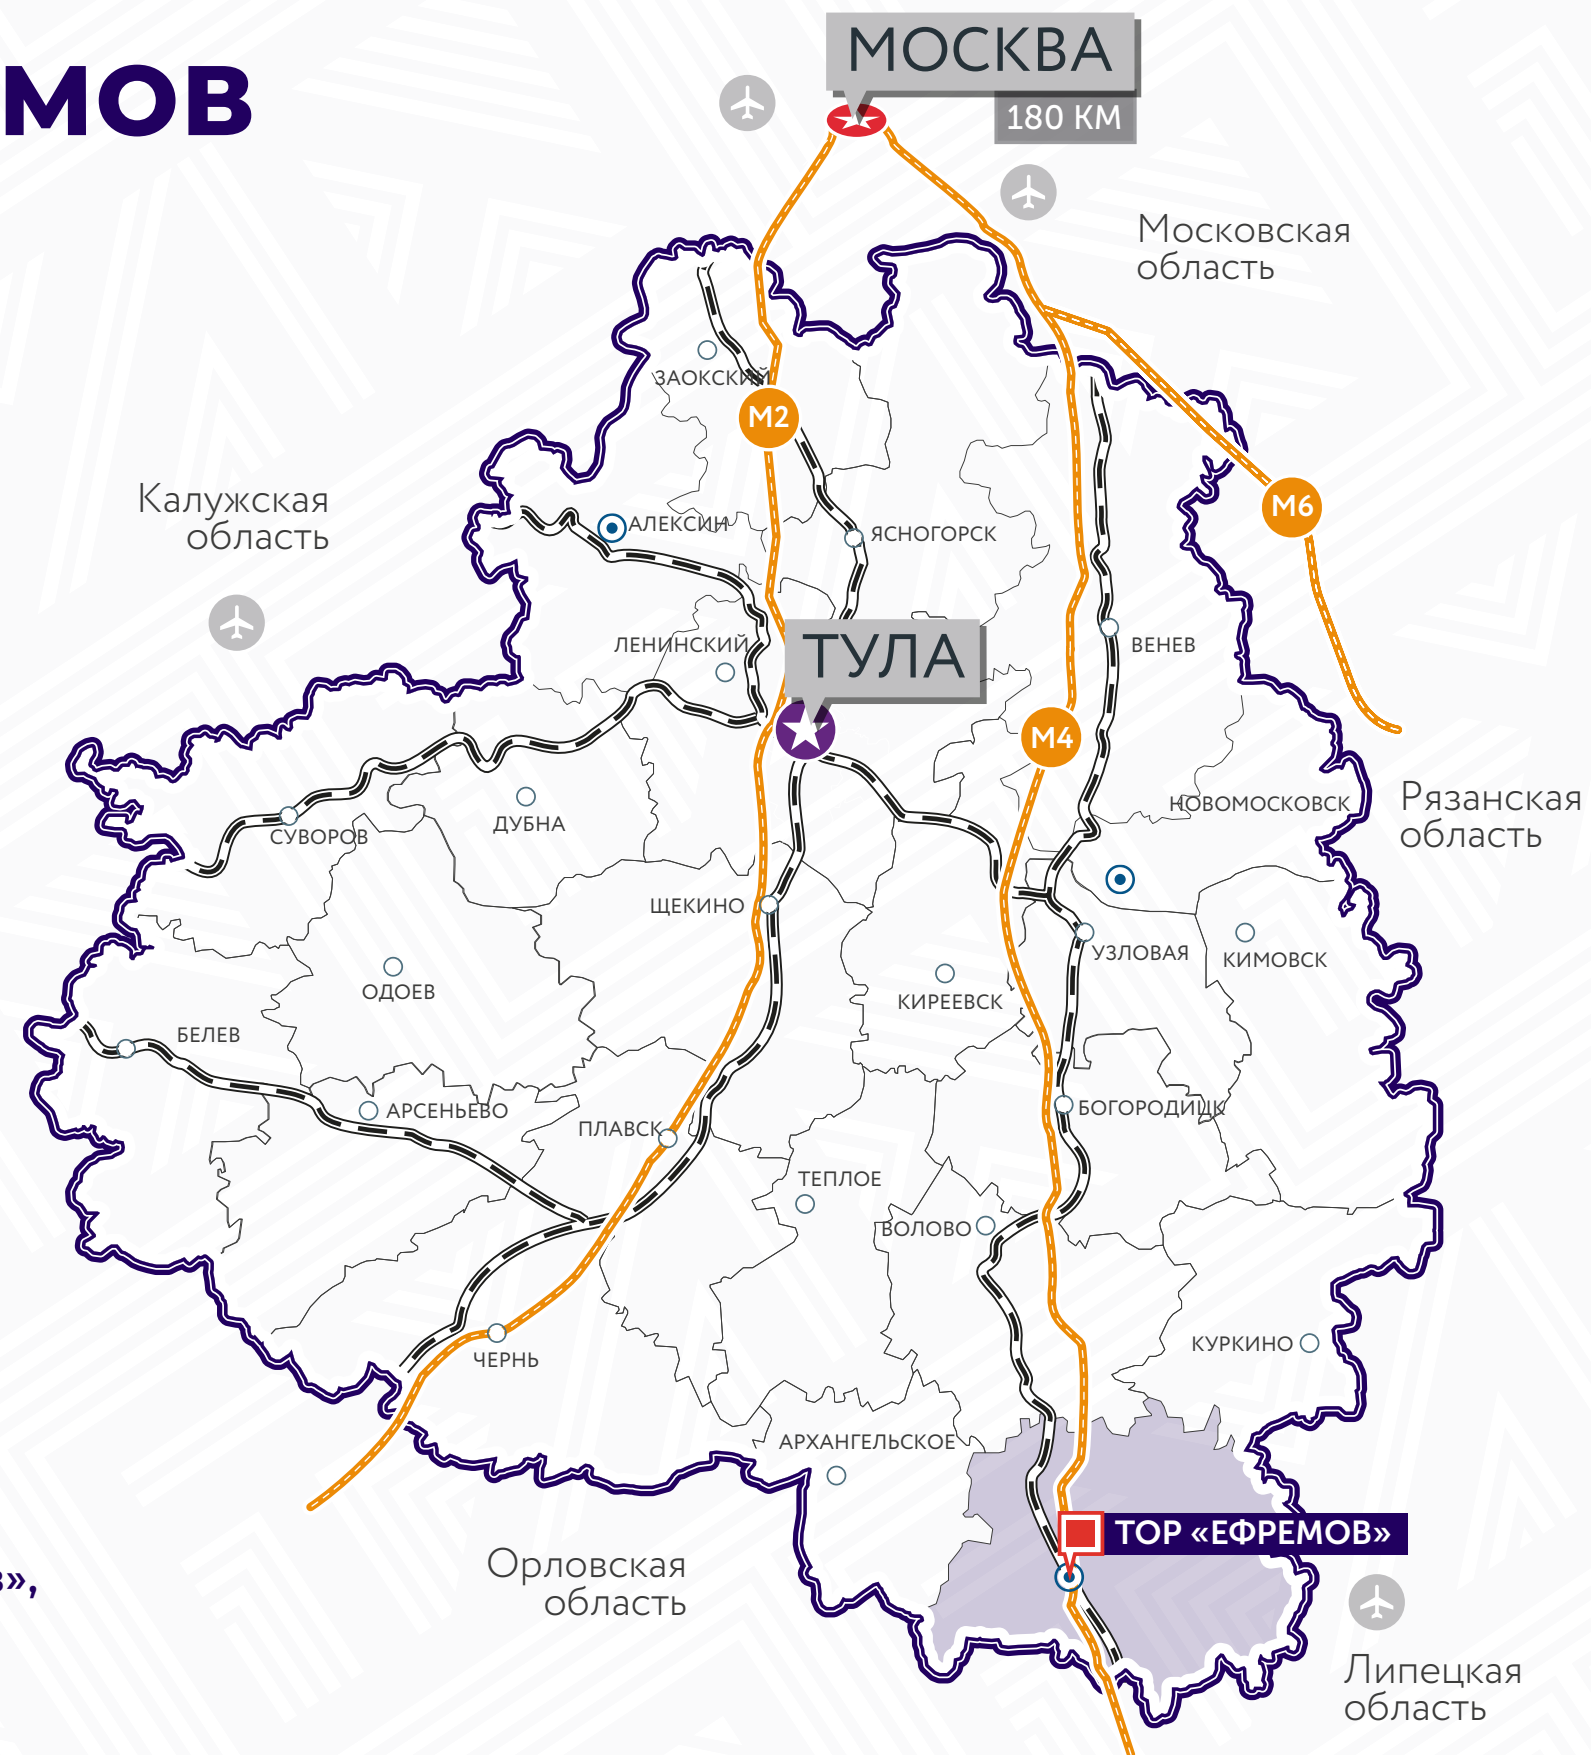 МОСКВА
МОВ
180 КМ
Московская
область
ЗАОКСКИЙ
М2
Калужская
область
М6
АЛЕКСИН
ЯСНОГОРСК
ЛЕНИНСКИЙ
ТУЛА
ВЕНЕВ
М4
НОВОМОСКОВСК
Рязанская
область
СУВОРОВ
ДУБНА
ЩЕКИНО
УЗЛОВАЯ
КИМОВСК
ОДОЕВ
КИРЕЕВСК
БЕЛЕВ
АРСЕНЬЕВО
БОГОРОДИЦК
ПЛАВСК
ТЕПЛОЕ
ВОЛОВО
КУРКИНО
ЧЕРНЬ
АРХАНГЕЛЬСКОЕ
ТОР «ЕФРЕМОВ»
Орловская
область
»,
Липецкая
область